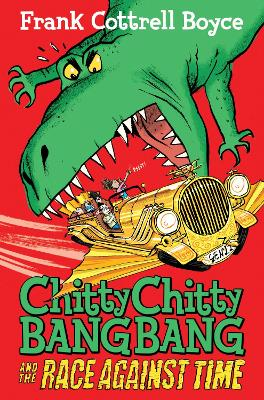 Frank Cottrell Boyce
Chitty Chitty
BANG BANG
AND THE RACE AGAINST TIME